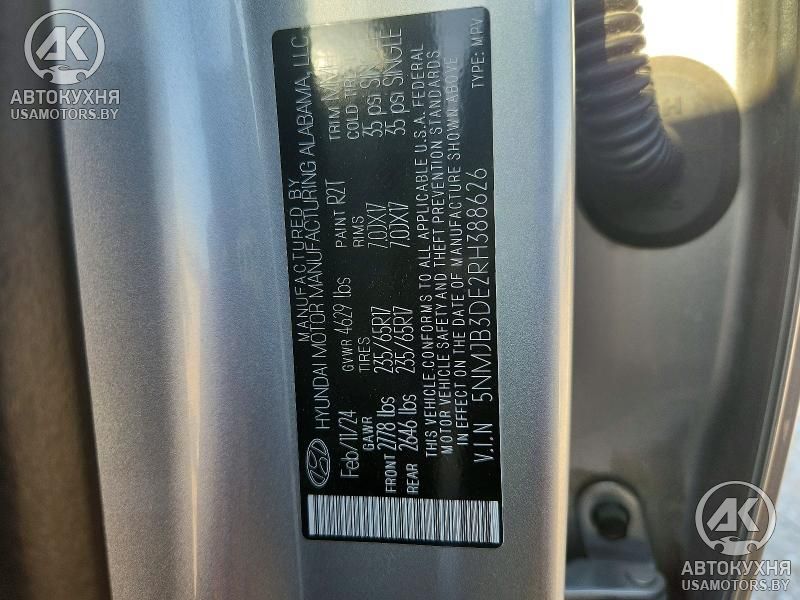 MANUFACTURED BY
HYUNDAI MOTOR MANUFACTURING ALABAMA, LLC
Feb/11/24 GVWR 4629 lbs PAINT R2T TRIM
GAWR TIRES RIMS COLD
FRONT 2778 lbs 235/65R17 7.0JX17 35 psi SINGLE
REAR 2646 lbs 235/65R17 7.0JX17 35 psi SINGLE
THIS VEHICLE CONFORMS TO ALL APPLICABLE U.S.A. FEDERAL
MOTOR VEHICLE SAFETY AND THEFT PREVENTION STANDARDS
IN EFFECT ON THE DATE OF MANUFACTURE SHOWN ABOVE
V.I.N 5NMJB3DE2RH388626 TYPE: MPV
АК
АВТОКУХНЯ
USAMOTORS.BY
АК
АВТОКУХНЯ
USAMOTORS.BY